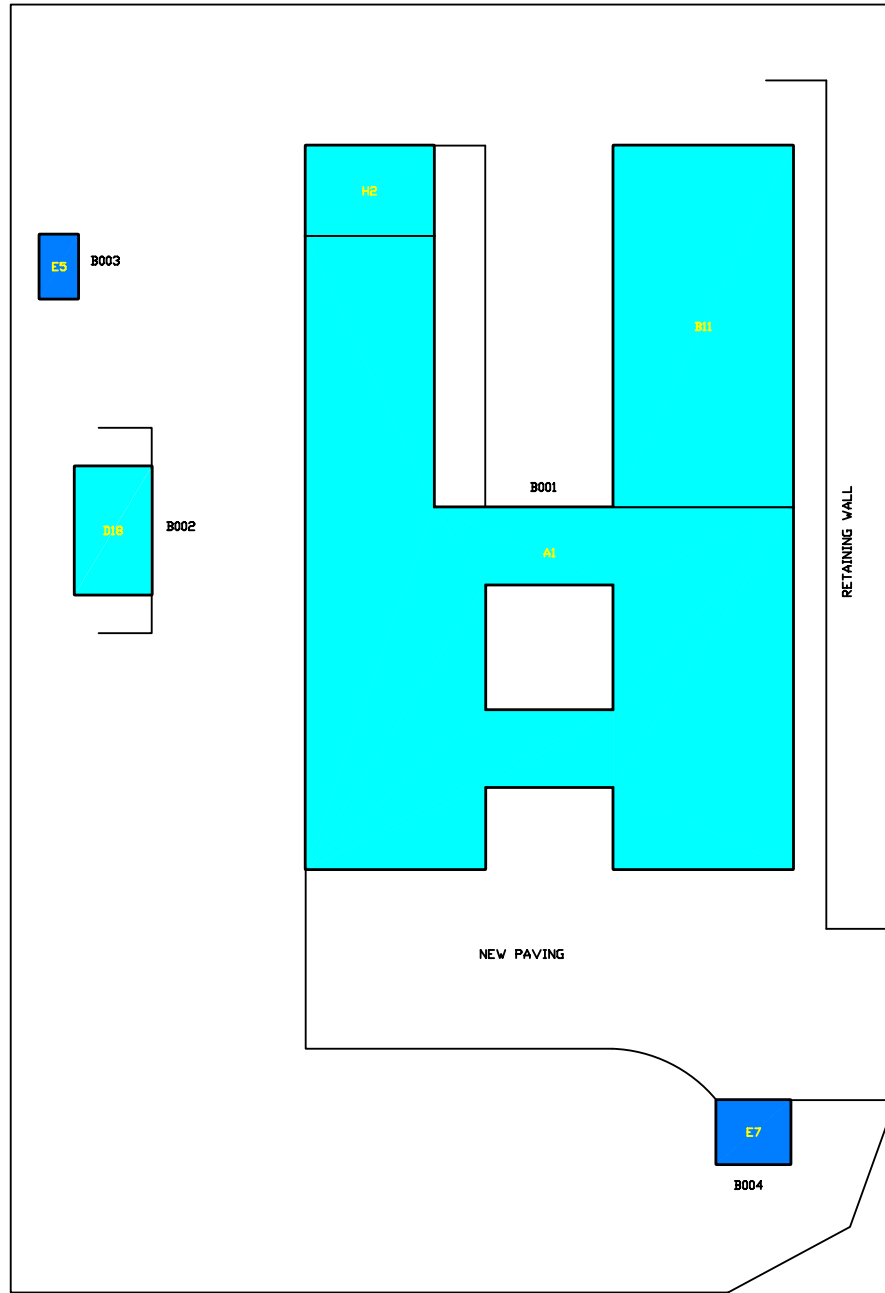 H2
B003
E5
B11
B001
RETAINING WALL
B002
D18
A1
NEW PAVING
E7
B004